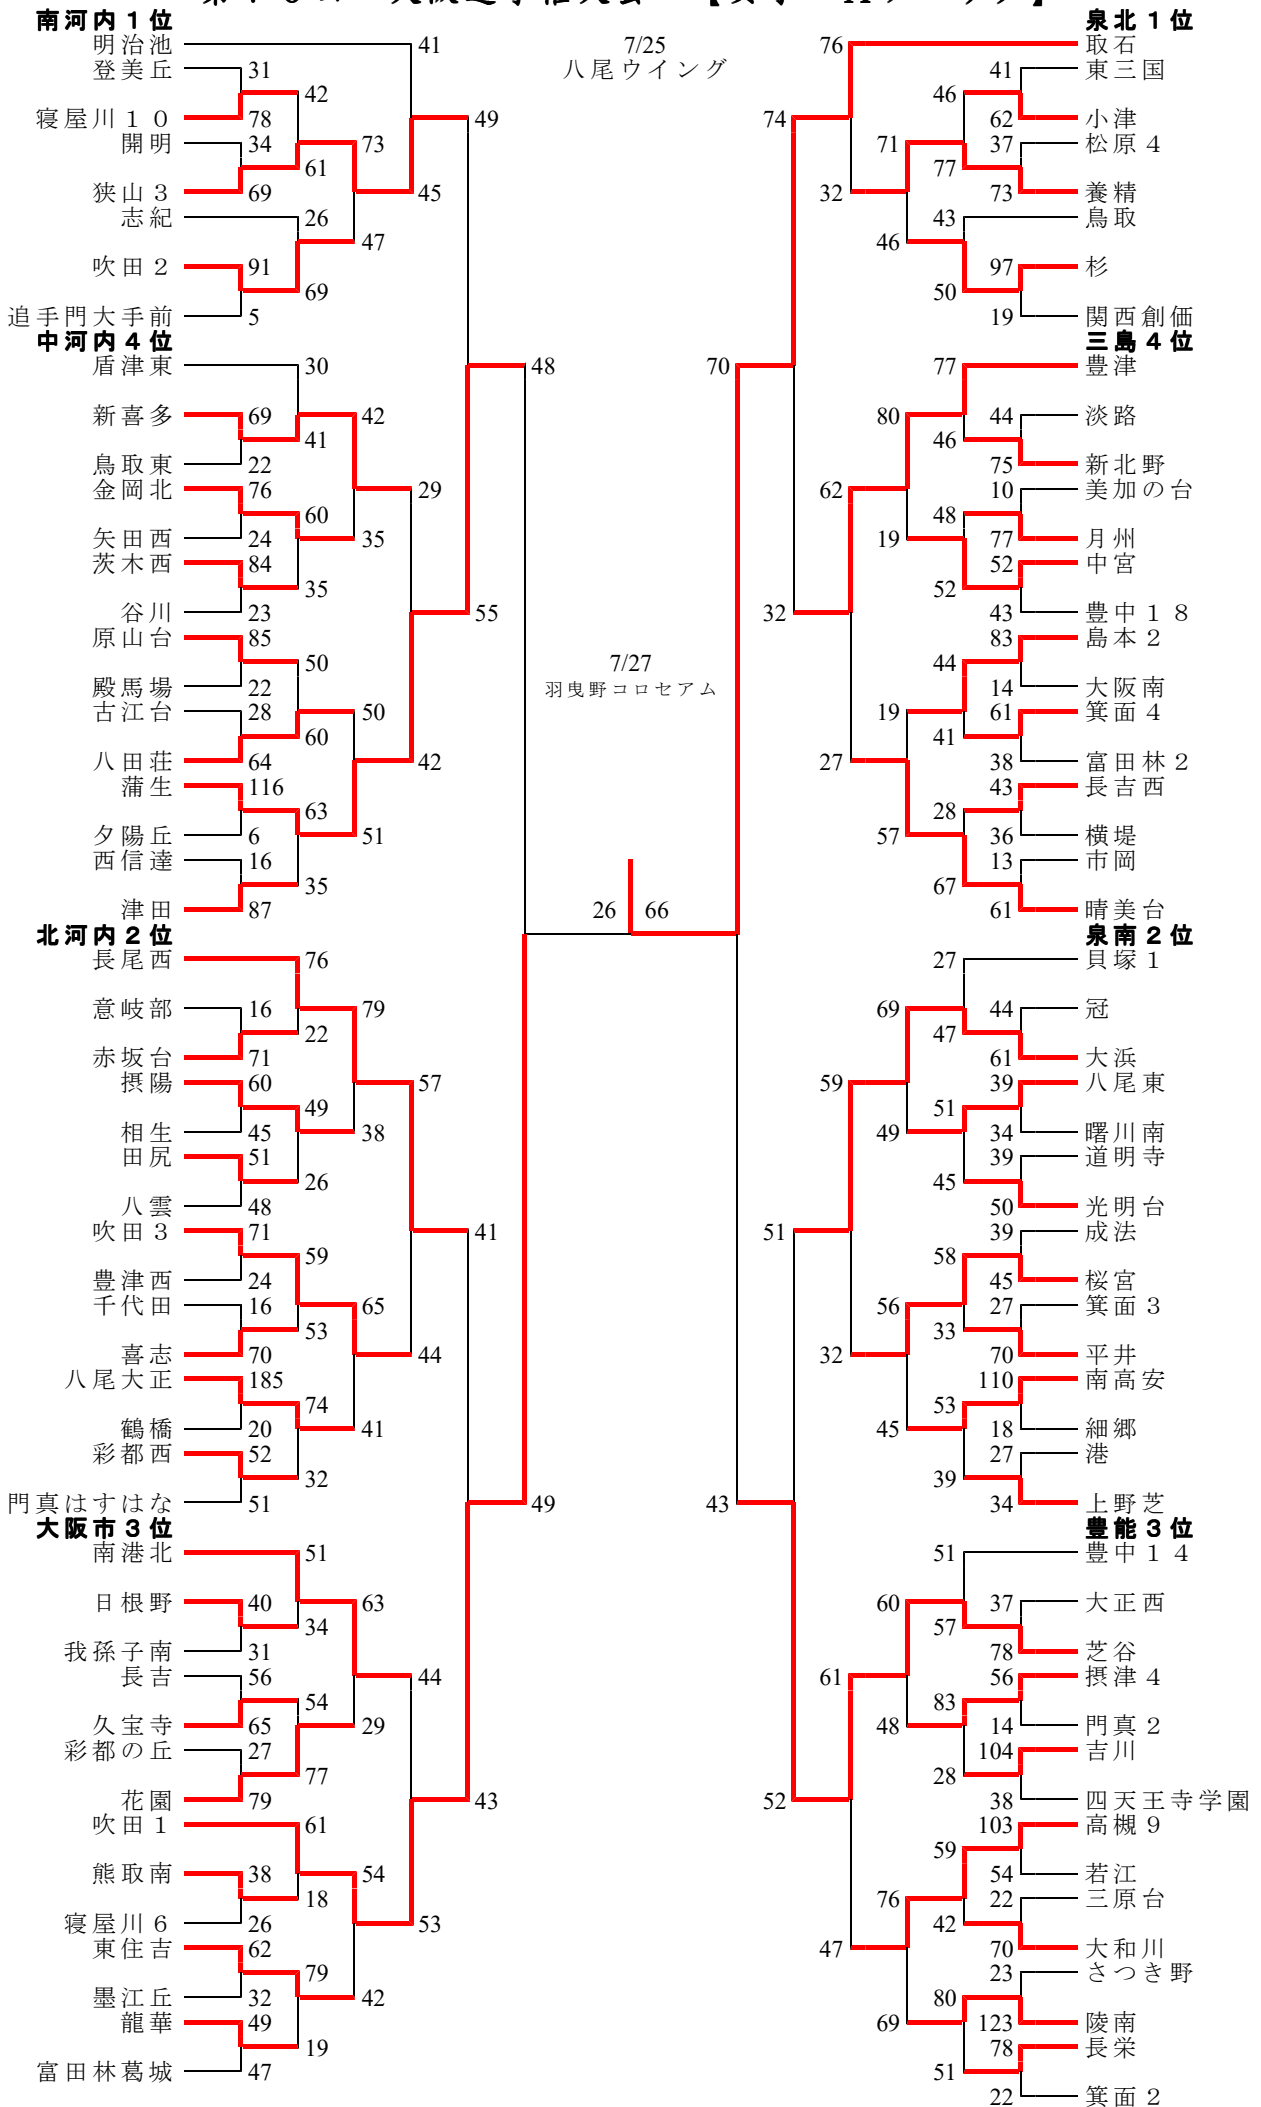 南河内1位
明治池 41
登美丘 31
42
寝屋川10 78
開明 34
73
61
狭山3 69
45
志紀 26
47
吹田2 91
69
追手門大手前 5
49
中河内4位
盾津東 30
新喜多 69
42
41
鳥取東 22
金岡北 76
29
60
矢田西 24
35
茨木西 84
35
谷川 23
55
原山台 85
50
殿馬場 22
古江台 28
50
60
八田荘 64
42
蒲生 116
63
夕陽丘 6
51
西信達 16
35
津田 87
48
北河内2位
長尾西 76
意岐部 16
79
22
赤坂台 71
摂陽 60
57
49
相生 45
38
田尻 51
26
八雲 48
吹田3 71
41
59
豊津西 24
千代田 16
65
53
喜志 70
44
八尾大正 185
74
鶴橋 20
41
彩都西 52
32
門真はすはな 51
49
大阪市3位
南港北 51
日根野 40
63
34
我孫子南 31
長吉 56
44
54
久宝寺 65
29
彩都の丘 27
77
花園 79
43
吹田1 61
熊取南 38
54
18
寝屋川6 26
53
東住吉 62
79
墨江丘 32
42
龍華 49
19
富田林葛城 47
7/25
八尾ウイング
7/27
羽曳野コロセアム
26 66
泉北1位
76 取石
41 東三国
46
74
62 小津
37 松原4
71
77
32
73 養精
43 鳥取
46
97 杉
50
19 関西創価
三島4位
70
77 豊津
44 淡路
80
46
75 新北野
10 美加の台
62
48
77 月州
19
52 中宮
52
43 豊中18
32
83 島本2
44
14 大阪南
61 箕面4
19
41
38 富田林2
27
43 長吉西
28
36 横堤
57
13 市岡
67
61 晴美台
泉南2位
27 貝塚1
44 冠
69
47
61 大浜
39 八尾東
59
51
34 曙川南
49
39 道明寺
45
50 光明台
39 成法
51
58
45 桜宮
27 箕面3
56
33
70 平井
32
110 南高安
53
18 細郷
45
27 港
39
34 上野芝
43
豊能3位
51 豊中14
37 大正西
60
57
78 芝谷
56 摂津4
61
83
14 門真2
48
104 吉川
28
38 四天王寺学園
52
103 高槻9
59
54 若江
22 三原台
76
42
70 大和川
47
23 さつき野
80
123 陵南
69
78 長栄
51
22 箕面2